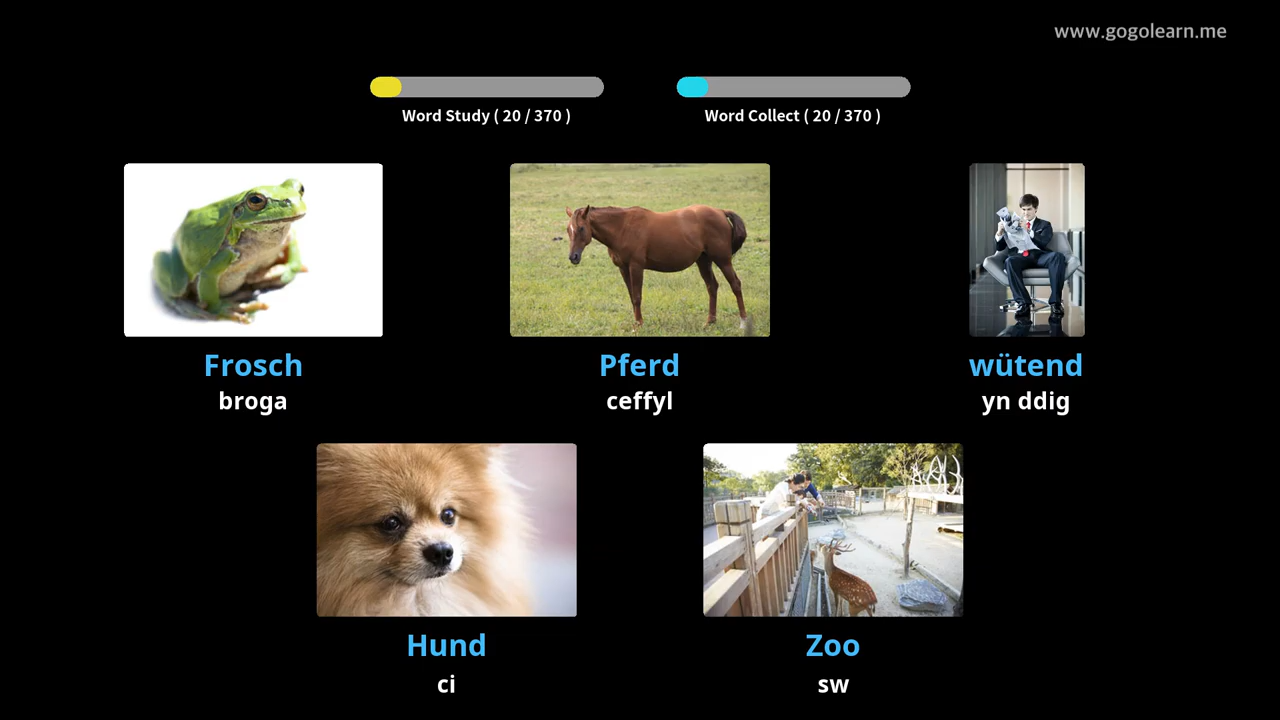 www.gogolearn.me
Word Study ( 20 / 370 )
Word Collect ( 20 / 370 )
Frosch
broga
Pferd
ceffyl
wütend
yn ddig
Hund
ci
Zoo
sw